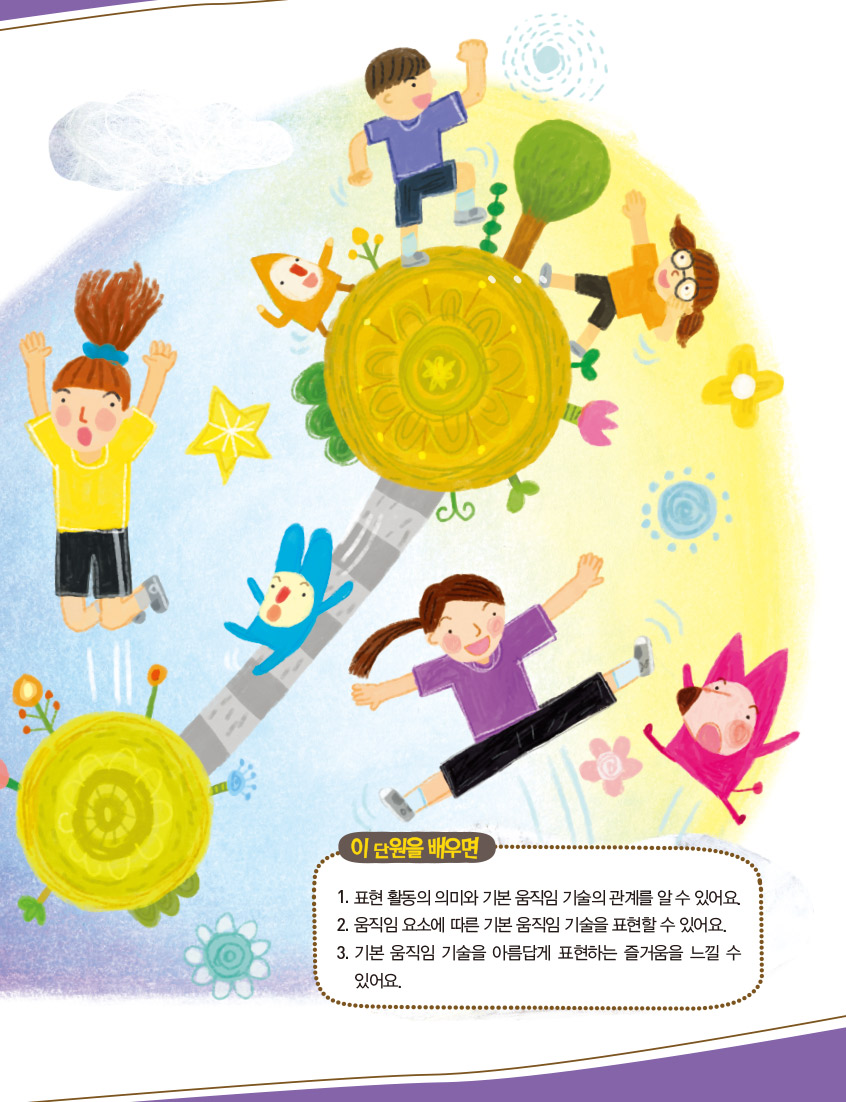 이 단원을 배우면
1. 표현 활동의 의미와 기본 움직임 기술의 관계를 알 수 있어요.
2. 움직임 요소에 따른 기본 움직임 기술을 표현할 수 있어요.
3. 기본 움직임 기술을 아름답게 표현하는 즐거움을 느낄 수
있어요.